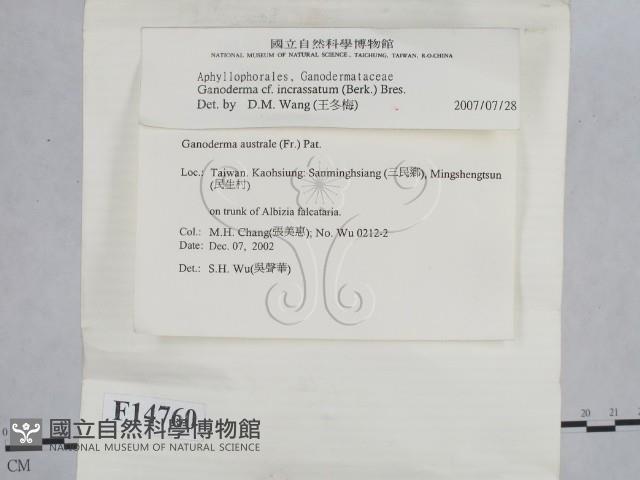 國立自然科學博物館
NATIONAL MUSEUM OF NATURAL SCIENCE, TAICHUNG, TAIWAN, R.O.CHINA
Aphyllophorales, Ganodermataceae
Ganoderma cf. incrassatum (Berk.) Bres.
Det. by D.M. Wang (王冬梅) 2007/07/28
Ganoderma australe (Fr.) Pat.
Loc.: Taiwan. Kaohsiung: Sanminghsiang (三民鄉), Mingshengtsun
(民生村)
on trunk of Albizia falcataria.
Col.: M.H. Chang(張美惠); No. Wu 0212-2
Date: Dec. 07, 2002
Det.: S.H. Wu(吳聲華)
F14760
國立自然科學博物館
NATIONAL MUSEUM OF NATURAL SCIENCE
0
CM
20 21